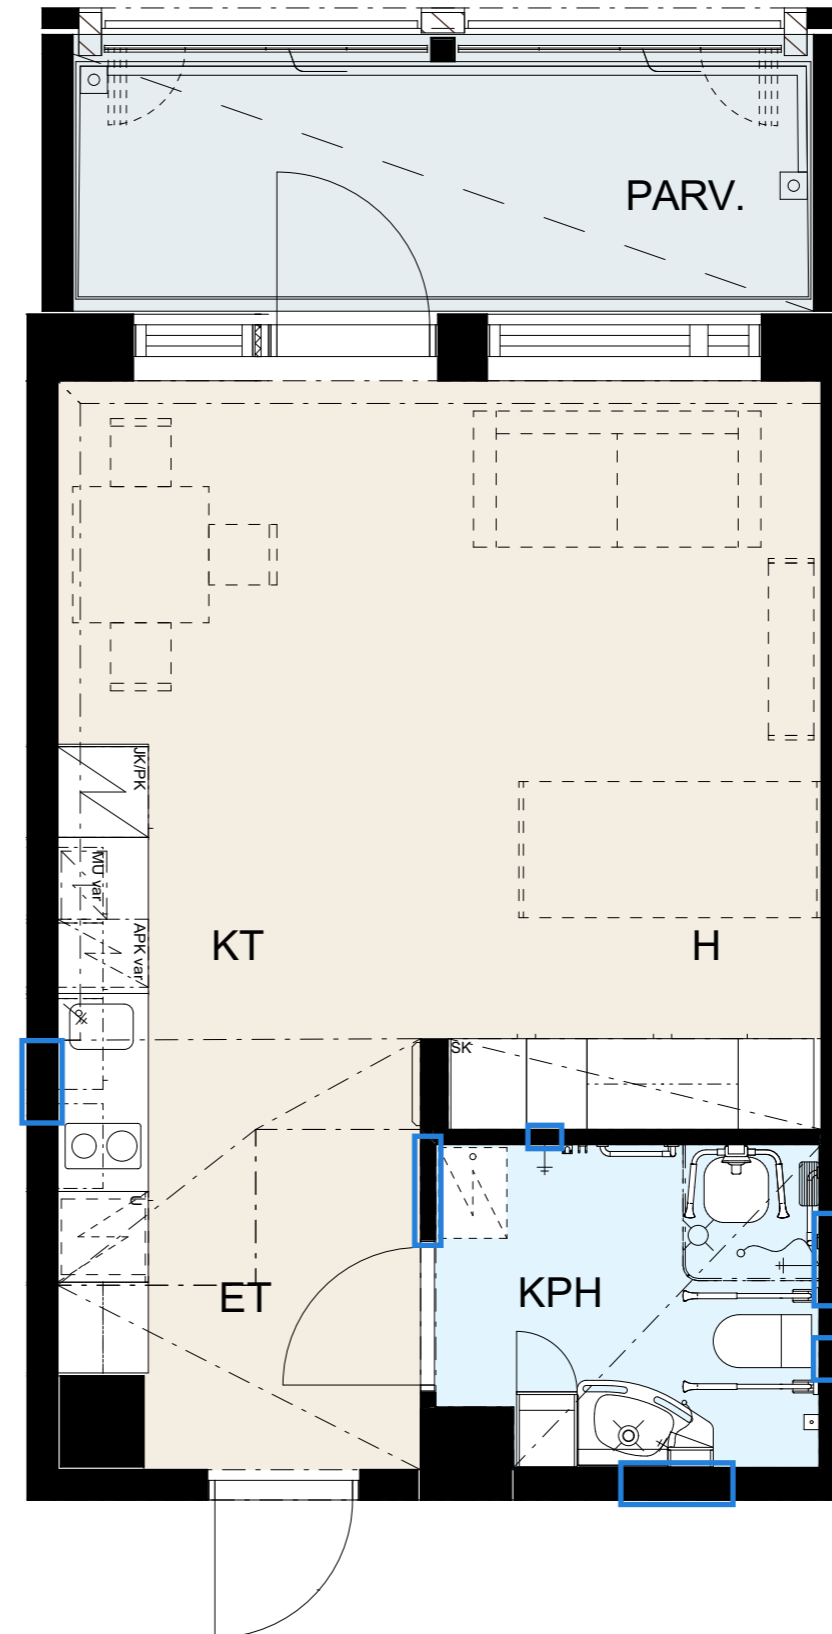 PARV.
JK/PK
MU var
APK var
KT
H
SK
U
ET
KPH